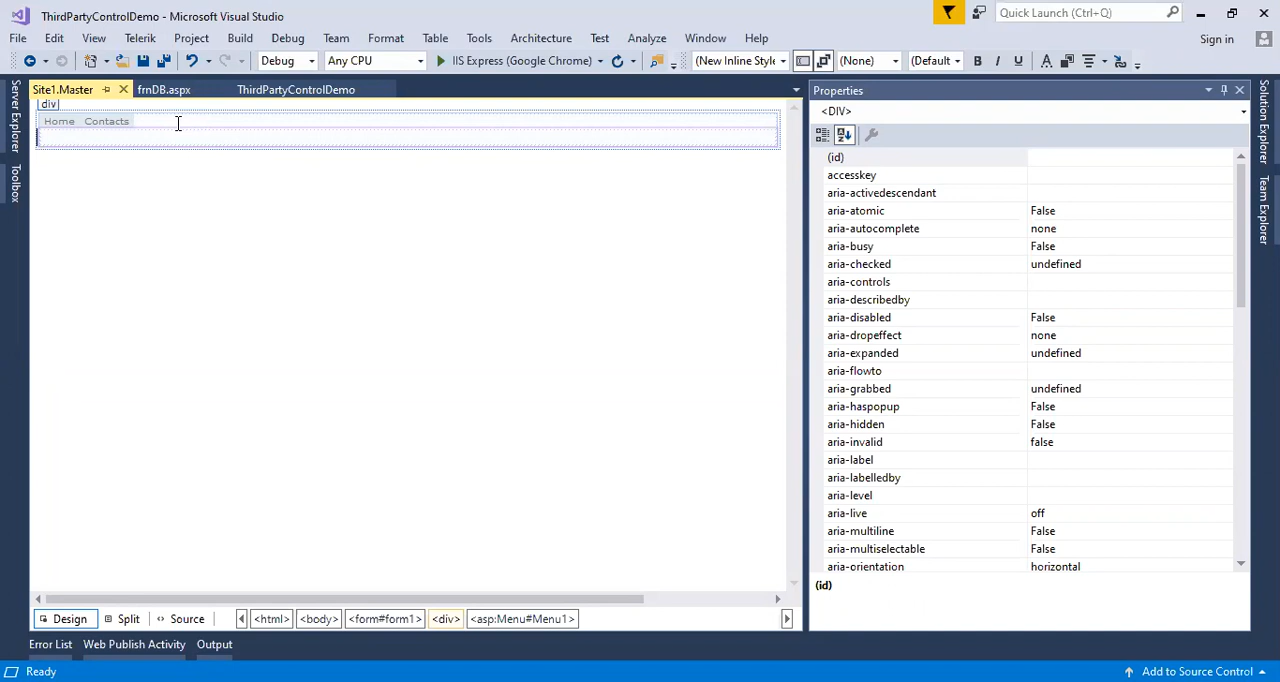 ThirdPartyControlDemo - Microsoft Visual Studio
Quick Launch (Ctrl+Q)
File Edit View Telerik Project Build Debug Team Format Table Tools Architecture Test Analyze Window Help
Sign in
Debug Any CPU IIS Express (Google Chrome) (New Inline Style (None) (Default B I U A
Server Explorer
Toolbox
Site1.Master frnDB.aspx ThirdPartyControlDemo
div
Home Contacts
Properties
<DIV>
(id)
accesskey
aria-activedescendant
aria-atomic False
aria-autocomplete none
aria-busy False
aria-checked undefined
aria-controls
aria-describedby
aria-disabled False
aria-dropeffect none
aria-expanded undefined
aria-flowto
aria-grabbed undefined
aria-haspopup False
aria-hidden False
aria-invalid false
aria-label
aria-labelledby
aria-level
aria-live off
aria-multiline False
aria-multiselectable False
aria-orientation horizontal
(id)
Solution Explorer
Team Explorer
Design Split Source <html> <body> <form#form1> <div> <asp:Menu#Menu1>
Error List Web Publish Activity Output
Ready Add to Source Control